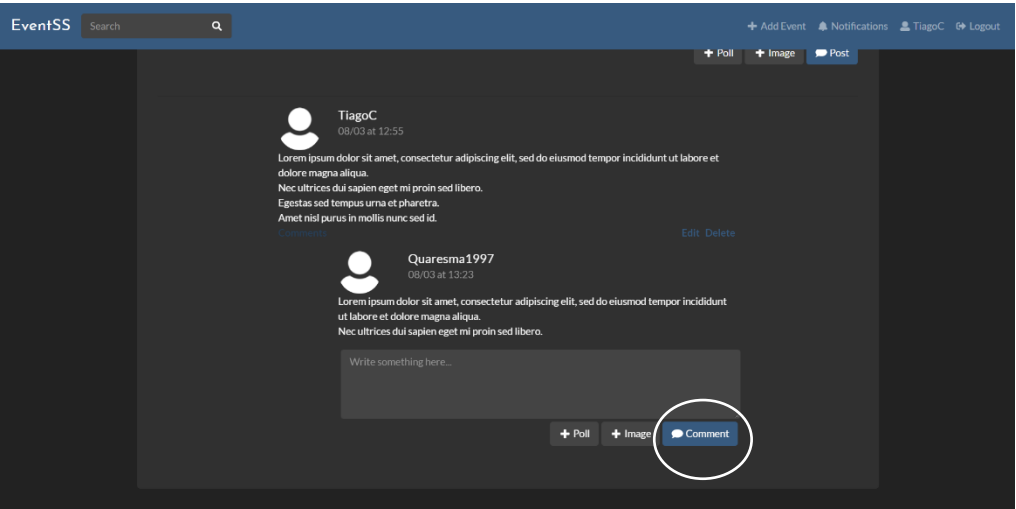 EventSS Search Add Event Notifications TiagoC Logout
Poll Image Post
TiagoC
08/03 at 12:55
Lorem ipsum dolor sit amet, consectetur adipiscing elit, sed do eiusmod tempor incididunt ut labore et
dolore magna aliqua.
Nec ultrices dui sapien eget mi proin sed libero.
Egestas sed tempus urna et pharetra.
Amet nisl purus in mollis nunc sed id.
Comments Edit Delete
Quaresma1997
08/03 at 13:23
Lorem ipsum dolor sit amet, consectetur adipiscing elit, sed do eiusmod tempor incididunt
ut labore et dolore magna aliqua.
Nec ultrices dui sapien eget mi proin sed libero.
Write something here...
Poll Image Comment